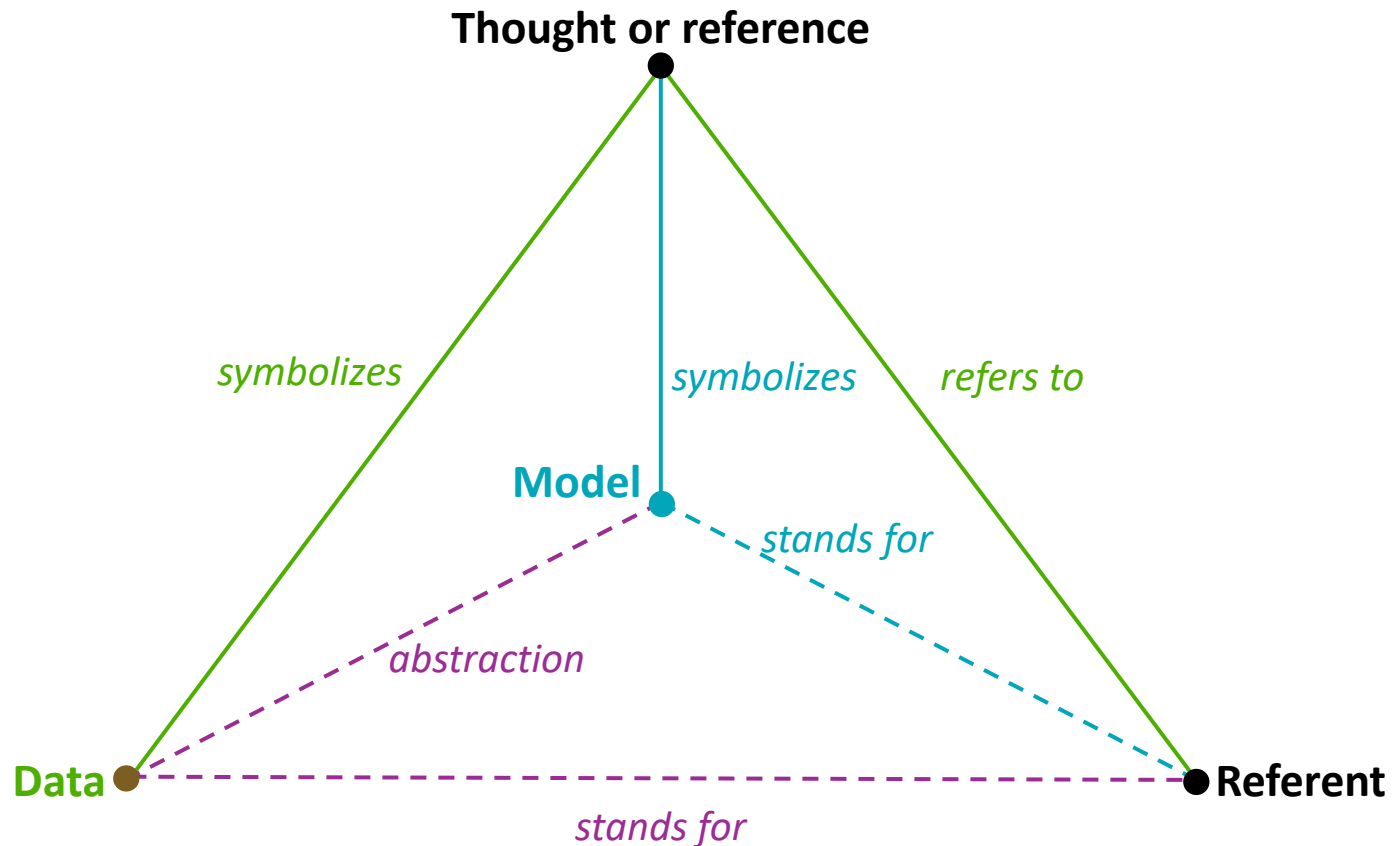 Thought or reference
symbolizes
symbolizes
refers to
Model
stands for
abstraction
Data
Referent
stands for